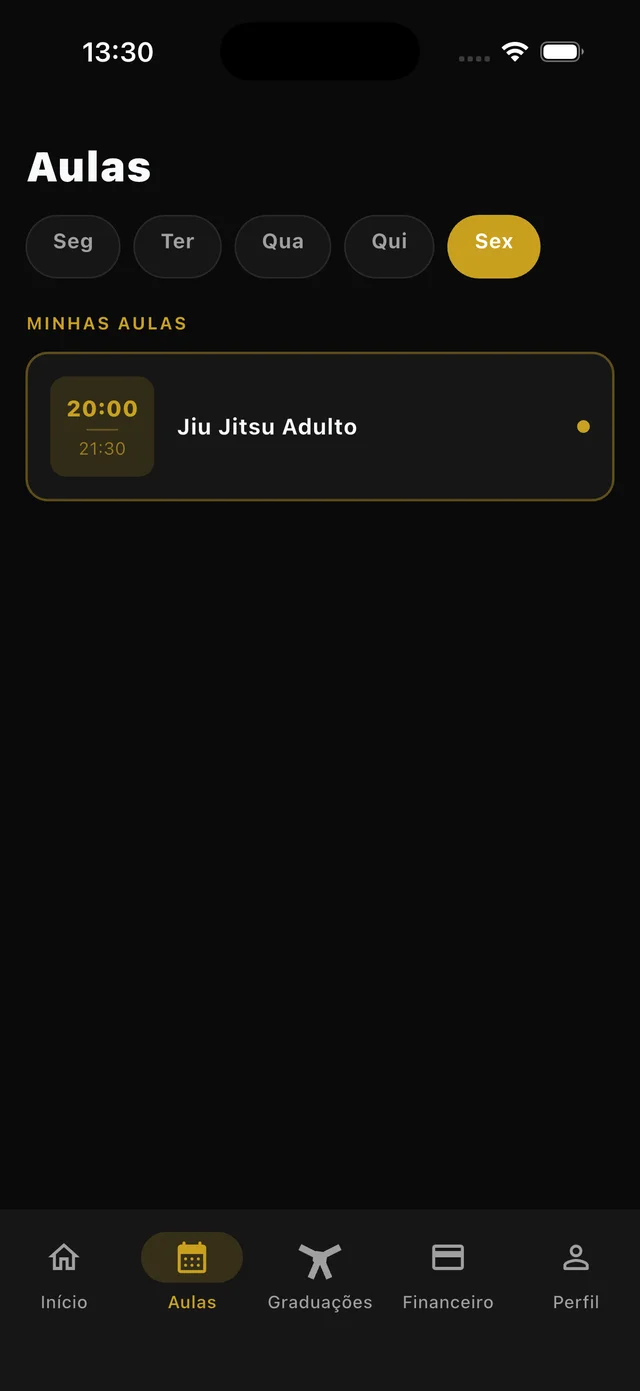 13:30
Aulas
Seg Ter Qua Qui Sex
MINHAS AULAS
20:00
21:30
Jiu Jitsu Adulto
Início Aulas Graduações Financeiro Perfil